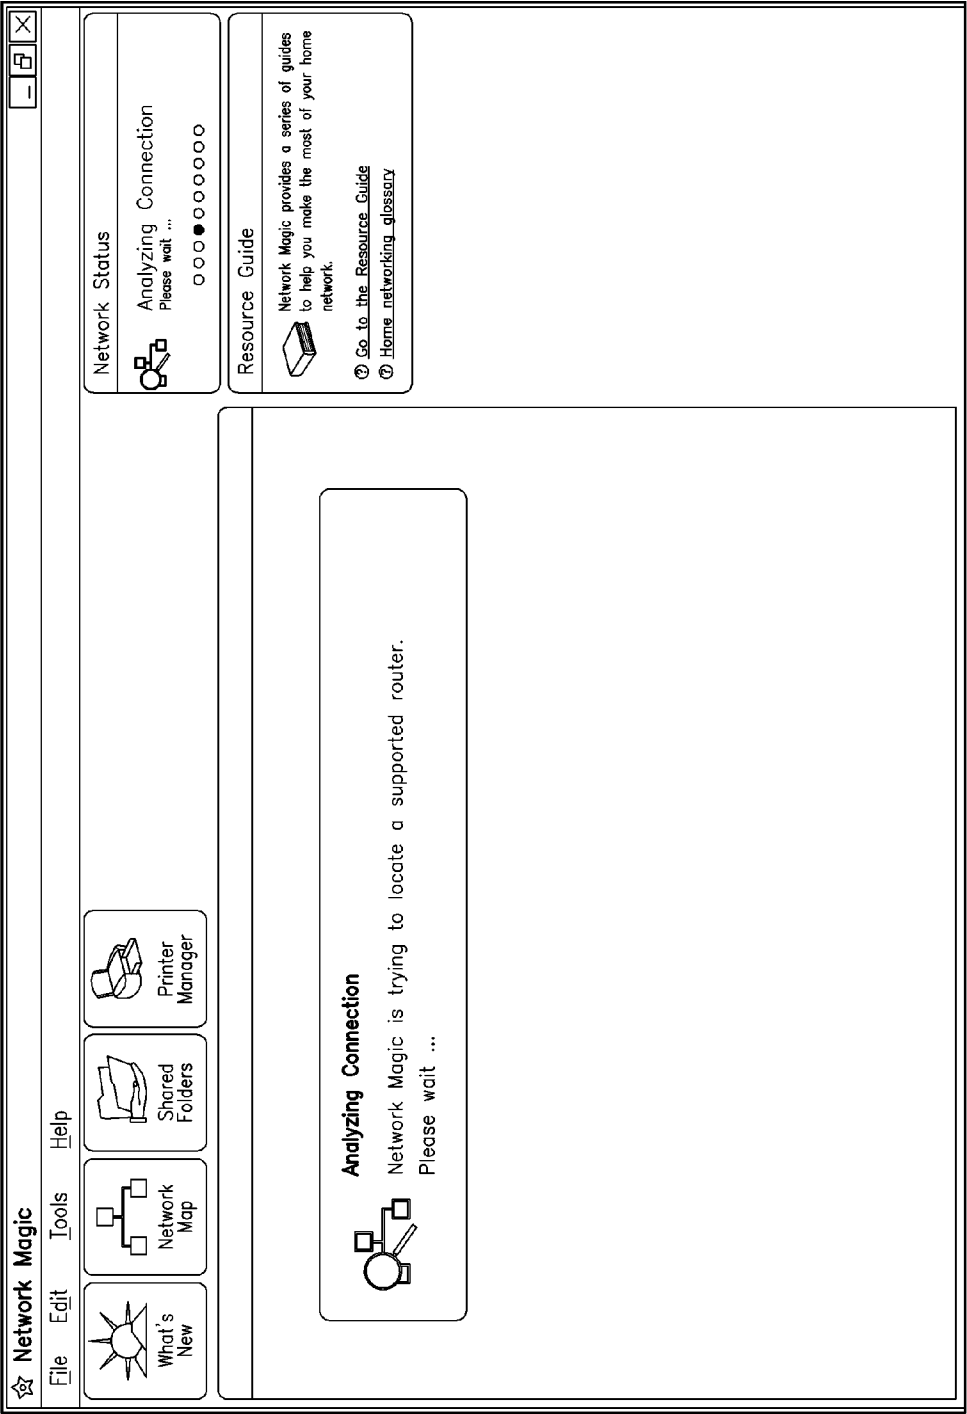 Network Magic
File Edit Tools Help
What's
New
Network
Map
Shared
Folders
Printer
Manager
Network Status
Analyzing Connection
Please wait ...
Resource Guide
Network Magic provides a series of guides
to help you make the most of your home
network.
? Go to the Resource Guide
? Home networking glossary
Analyzing Connection
Network Magic is trying to locate a supported router.
Please wait ...